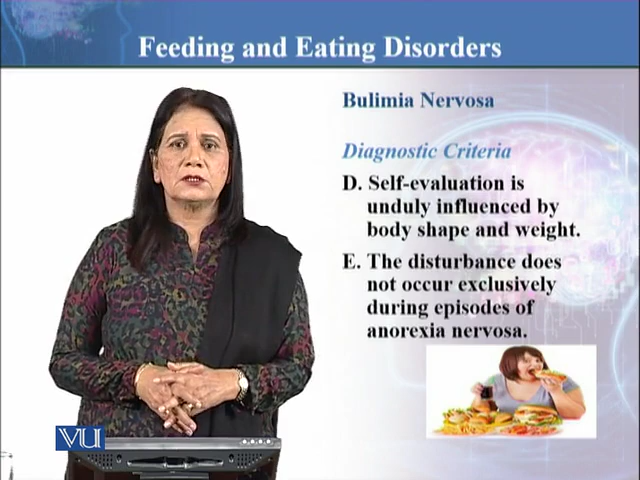 Feeding and Eating Disorders
Bulimia Nervosa
Diagnostic Criteria
D. Self-evaluation is
unduly influenced by
body shape and weight.
E. The disturbance does
not occur exclusively
during episodes of
anorexia nervosa.
VU